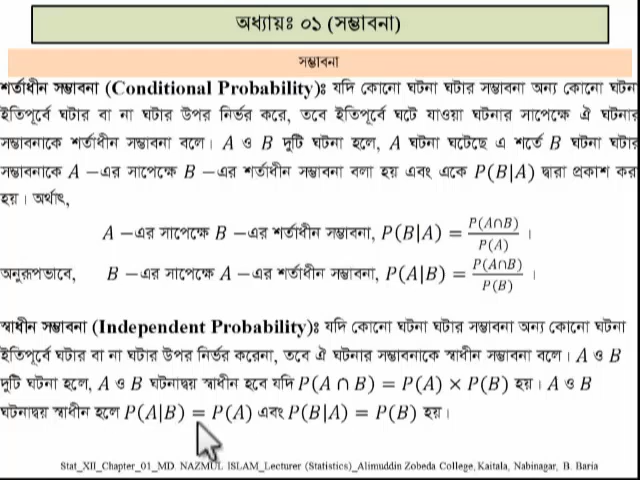 অধ্যায়ঃ ০১ (সম্ভাবনা)
সম্ভাবনা
শর্তাধীন সম্ভাবনা (Conditional Probability)ঃ যদি কোনো ঘটনা ঘটার সম্ভাবনা অন্য কোনো ঘটনা
ইতিপূর্বে ঘটার বা না ঘটার উপর নির্ভর করে, তবে ইতিপূর্বে ঘটে যাওয়া ঘটনার সাপেক্ষে ঐ ঘটনার
সম্ভাবনাকে শর্তাধীন সম্ভাবনা বলে। A ও B দুটি ঘটনা হলে, A ঘটনা ঘটেছে এ শর্তে B ঘটনা ঘটার
সম্ভাবনাকে A –এর সাপেক্ষে B –এর শর্তাধীন সম্ভাবনা বলা হয় এবং একে P(B|A) দ্বারা প্রকাশ করা
হয়। অর্থাৎ,
A –এর সাপেক্ষে B –এর শর্তাধীন সম্ভাবনা, P(B|A) = P(A∩B)/P(A) ।
অনুরূপভাবে, B –এর সাপেক্ষে A –এর শর্তাধীন সম্ভাবনা, P(A|B) = P(A∩B)/P(B) ।
স্বাধীন সম্ভাবনা (Independent Probability)ঃ যদি কোনো ঘটনা ঘটার সম্ভাবনা অন্য কোনো ঘটনা
ইতিপূর্বে ঘটার বা না ঘটার উপর নির্ভর করেনা, তবে ঐ ঘটনার সম্ভাবনাকে স্বাধীন সম্ভাবনা বলে। A ও B
দুটি ঘটনা হলে, A ও B ঘটনাদ্বয় স্বাধীন হবে যদি P(A ∩ B) = P(A) × P(B) হয়। A ও B
ঘটনাদ্বয় স্বাধীন হলে P(A|B) = P(A) এবং P(B|A) = P(B) হয়।
Stat_XII_Chapter_01_MD. NAZMUL ISLAM_Lecturer (Statistics)_Alimuddin Zobeda College, Kaitala, Nabinagar, B. Baria